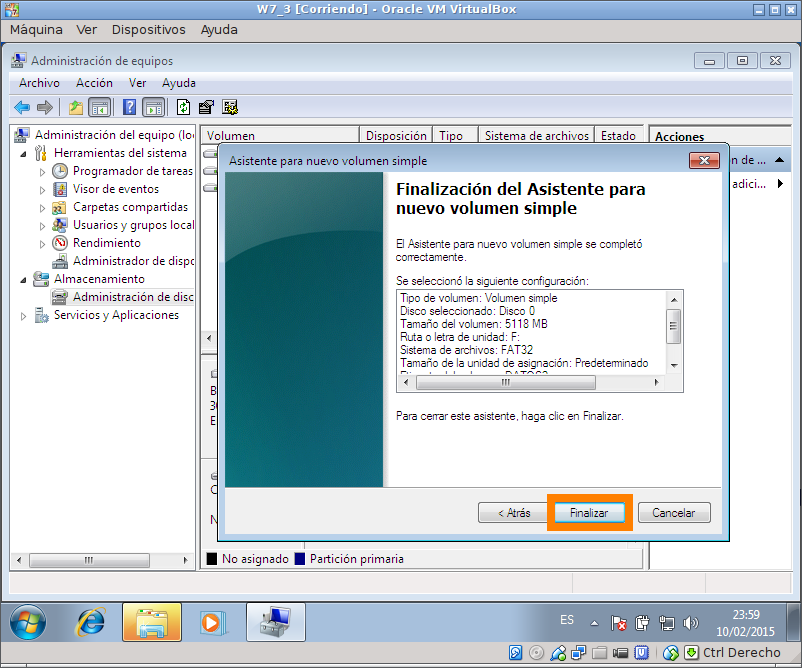 W7_3 [Corriendo] - Oracle VM VirtualBox
Máquina Ver Dispositivos Ayuda
Administración de equipos
Archivo Acción Ver Ayuda
Administración del equipo (loc
Herramientas del sistema
Programador de tareas
Visor de eventos
Carpetas compartidas
Usuarios y grupos local
Rendimiento
Administrador de dispo
Almacenamiento
Administración de disc
Servicios y Aplicaciones
Volumen Disposición Tipo Sistema de archivos Estado
Acciones
n de ...
adici...
Asistente para nuevo volumen simple
Finalización del Asistente para
nuevo volumen simple
El Asistente para nuevo volumen simple se completó
correctamente.
Se seleccionó la siguiente configuración:
Tipo de volumen: Volumen simple
Disco seleccionado: Disco 0
Tamaño del volumen: 5118 MB
Ruta o letra de unidad: F:
Sistema de archivos: FAT32
Tamaño de la unidad de asignación: Predeterminado
Para cerrar este asistente, haga clic en Finalizar.
< Atrás Finalizar Cancelar
No asignado Partición primaria
ES
23:59
10/02/2015
Ctrl Derecho